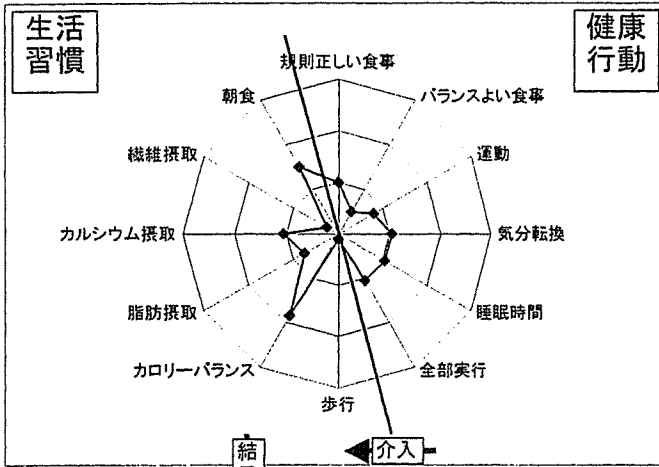 生活
習慣
健康
行動
規則正しい食事
朝食
バランスよい食事
繊維摂取
運動
カルシウム摂取
気分転換
脂肪摂取
睡眠時間
カロリーバランス
全部実行
歩行
結
介入